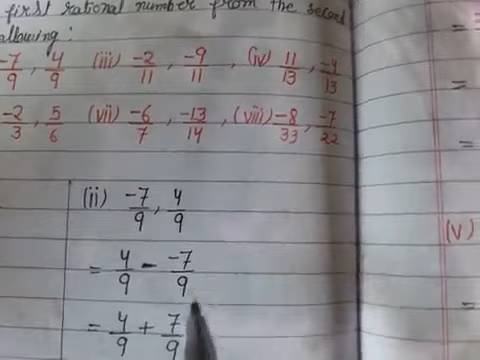 first rational number from the second
allowing:
-7/9, 4/9 (iii) -2/11, -9/11, (iv) 11/13, -4/13
-2/3, 5/6 (vii) -6/7, -13/14, (viii) -8/33, -7/22
(ii) -7/9, 4/9
= 4/9 - -7/9
= 4/9 + 7/9
(v)
=
=
=
=